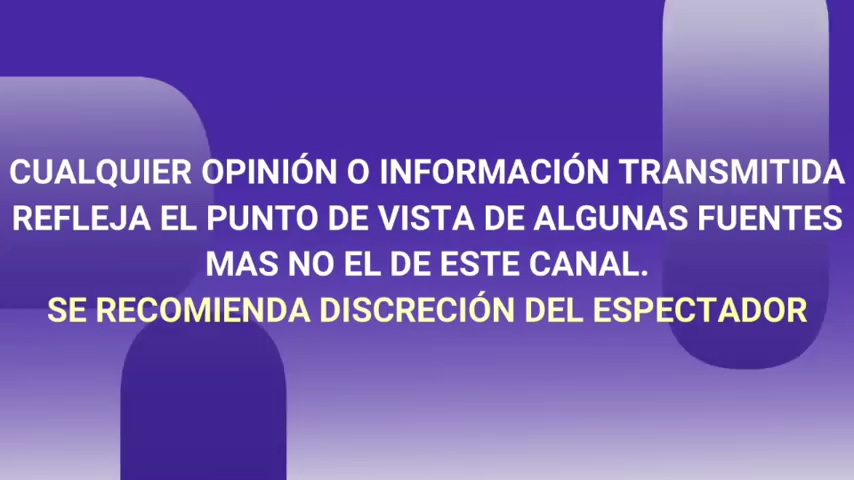 CUALQUIER OPINIÓN O INFORMACIÓN TRANSMITIDA
REFLEJA EL PUNTO DE VISTA DE ALGUNAS FUENTES
MAS NO EL DE ESTE CANAL.
SE RECOMIENDA DISCRECIÓN DEL ESPECTADOR